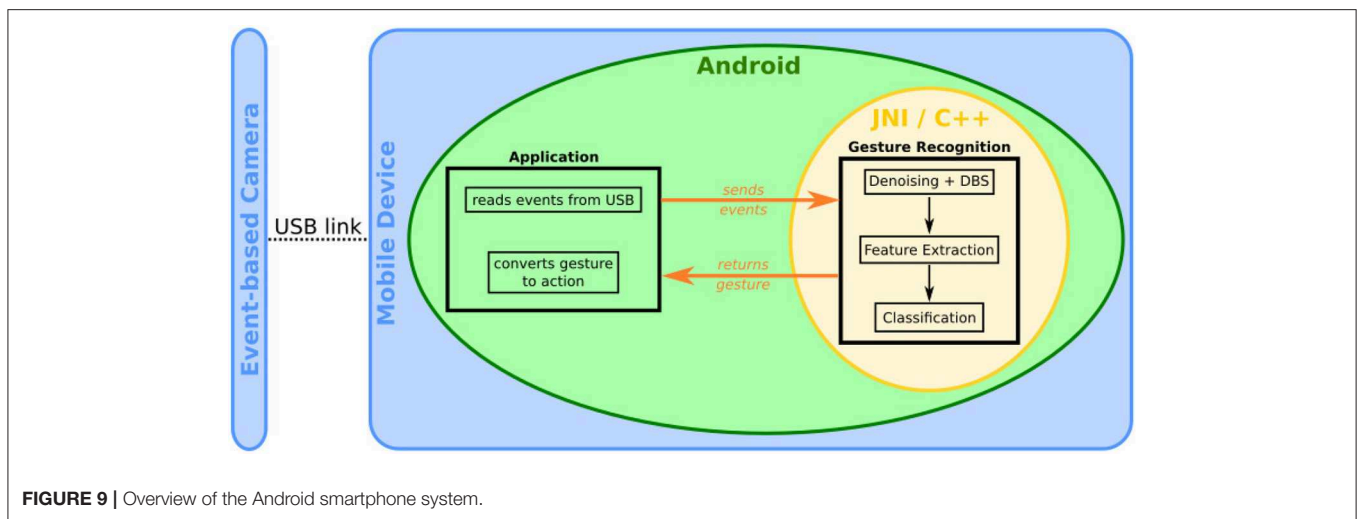 Event-based Camera
USB link
Mobile Device
Android
Application
reads events from USB
converts gesture
to action
sends
events
returns
gesture
JNI / C++
Gesture Recognition
Denoising + DBS
Feature Extraction
Classification
FIGURE 9 | Overview of the Android smartphone system.